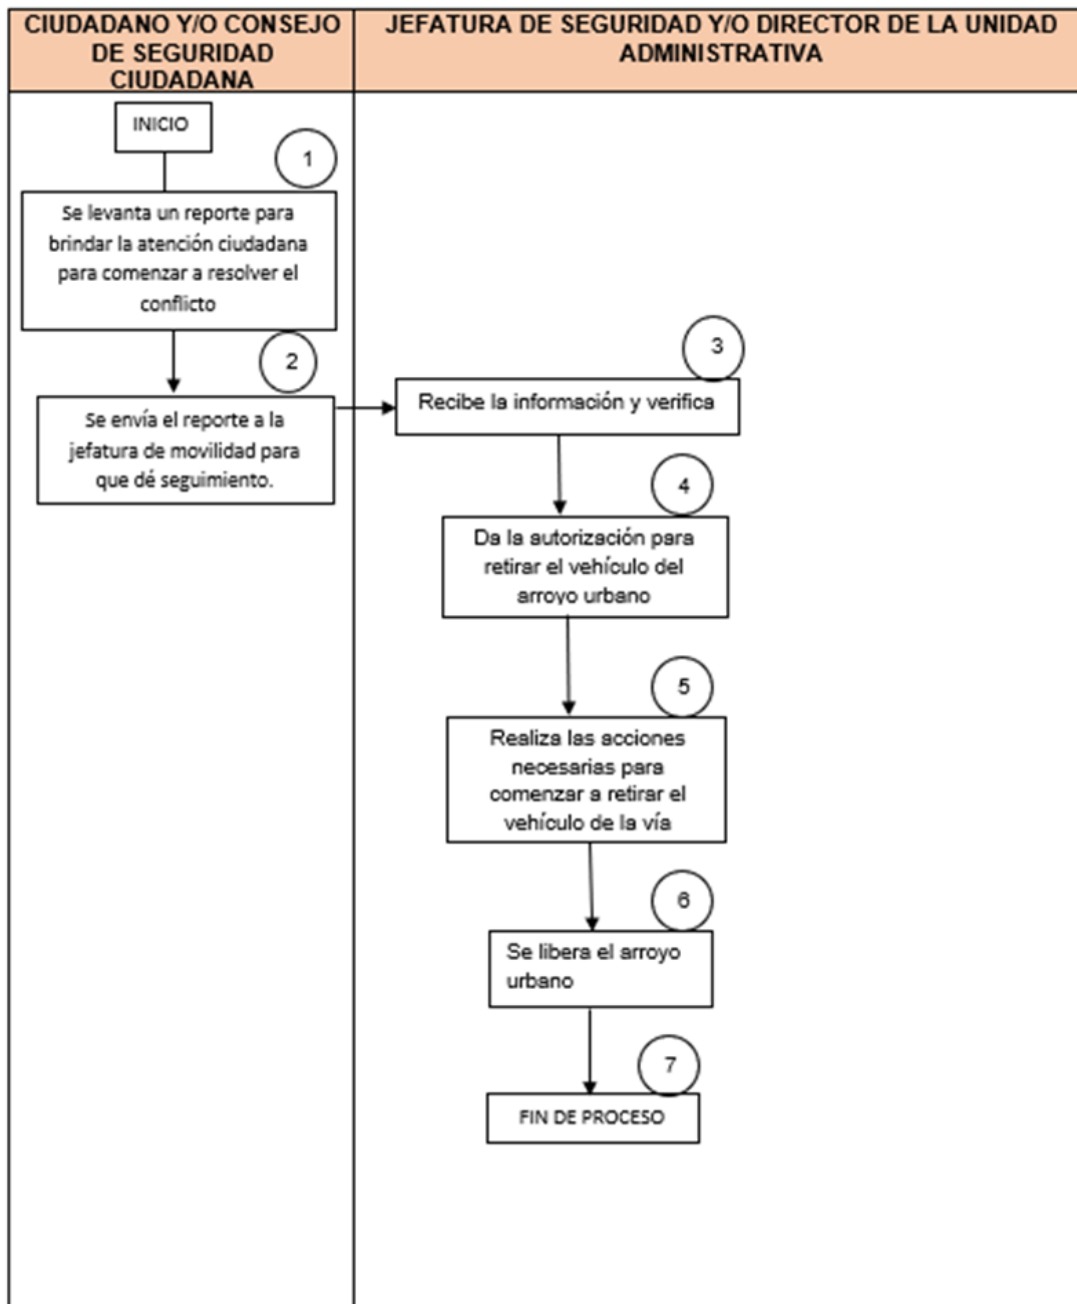 CIUDADANO Y/O CONSEJO
DE SEGURIDAD
CIUDADANA
JEFATURA DE SEGURIDAD Y/O DIRECTOR DE LA UNIDAD
ADMINISTRATIVA
INICIO
1
Se levanta un reporte para
brindar la atención ciudadana
para comenzar a resolver el
conflicto
2
Se envía el reporte a la
jefatura de movilidad para
que dé seguimiento.
3
Recibe la información y verifica
4
Da la autorización para
retirar el vehículo del
arroyo urbano
5
Realiza las acciones
necesarias para
comenzar a retirar el
vehículo de la vía
6
Se libera el arroyo
urbano
7
FIN DE PROCESO